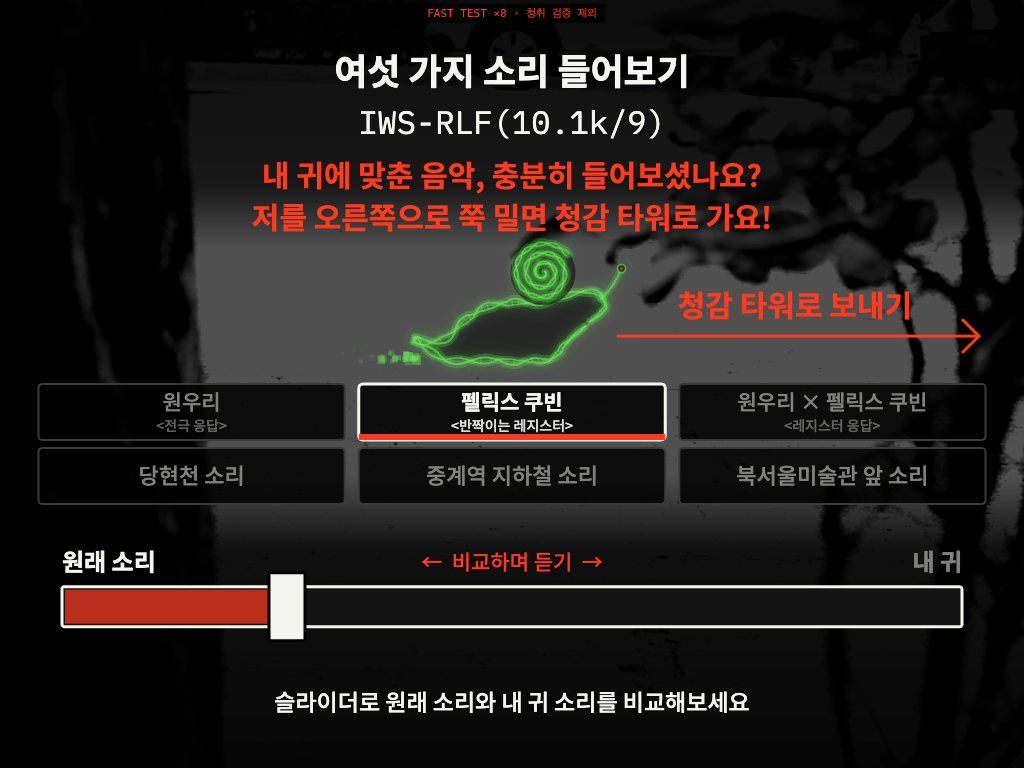 FAST TEST ×8 · 청취 검증 제외
여섯 가지 소리 들어보기
IWS-RLF(10.1k/9)
내 귀에 맞춘 음악, 충분히 들어보셨나요?
저를 오른쪽으로 쭉 밀면 청감 타워로 가요!
청감 타워로 보내기
원우리
<전극 응답>
펠릭스 쿠빈
<반짝이는 레지스터>
원우리 × 펠릭스 쿠빈
<레지스터 응답>
당현천 소리
중계역 지하철 소리
북서울미술관 앞 소리
원래 소리
← 비교하며 듣기 →
내 귀
슬라이더로 원래 소리와 내 귀 소리를 비교해보세요